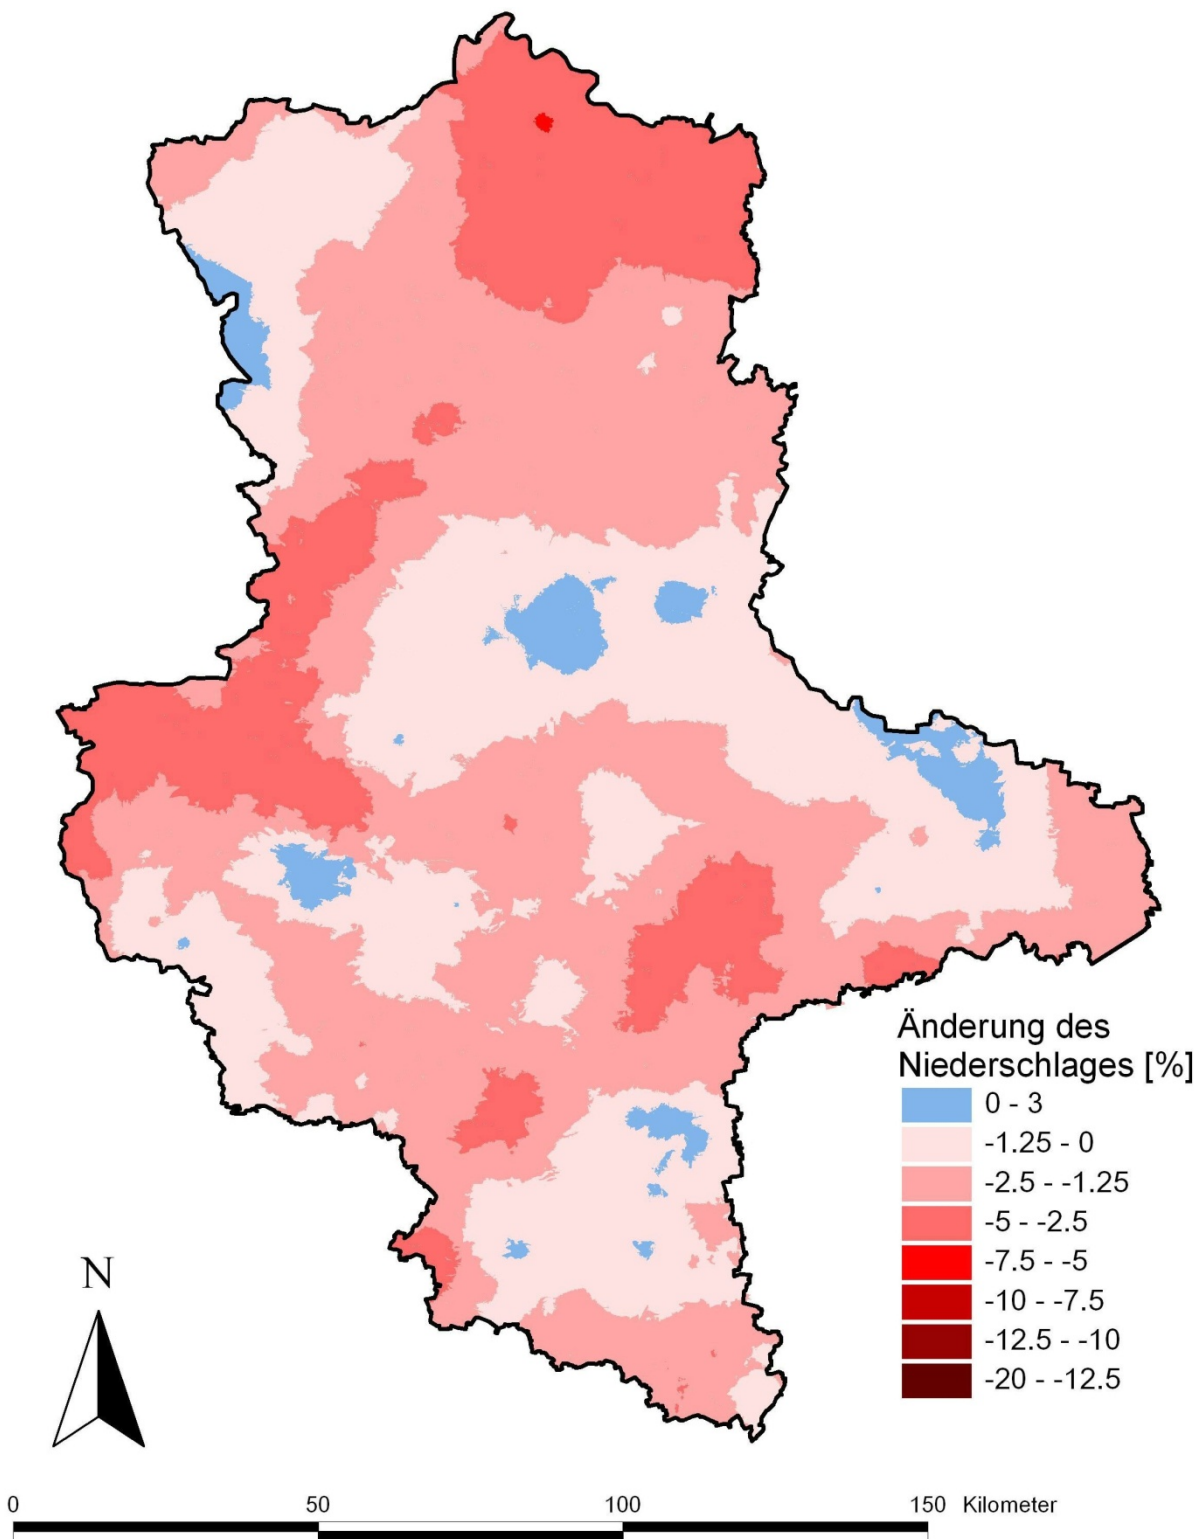 Änderung des
Niederschlages [%]
0 - 3
-1.25 - 0
-2.5 - -1.25
-5 - -2.5
-7.5 - -5
-10 - -7.5
-12.5 - -10
-20 - -12.5
N
0 50 100 150 Kilometer